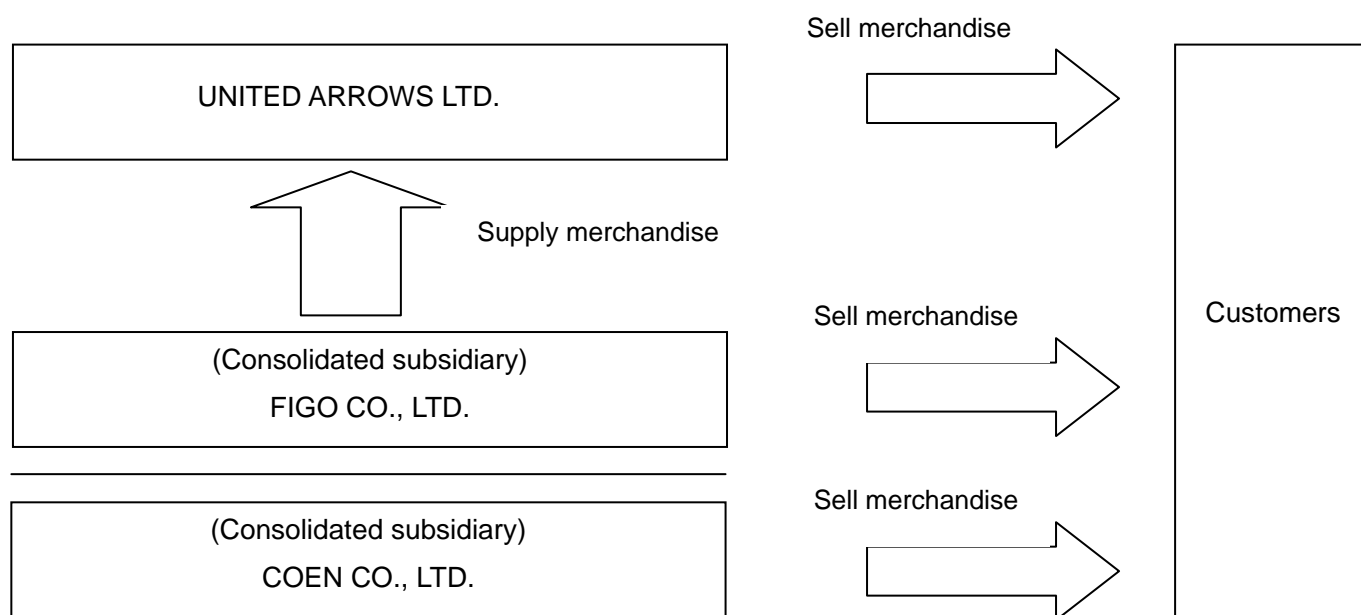 Sell merchandise
UNITED ARROWS LTD.
Supply merchandise
Sell merchandise
Customers
(Consolidated subsidiary)
FIGO CO., LTD.
Sell merchandise
(Consolidated subsidiary)
COEN CO., LTD.